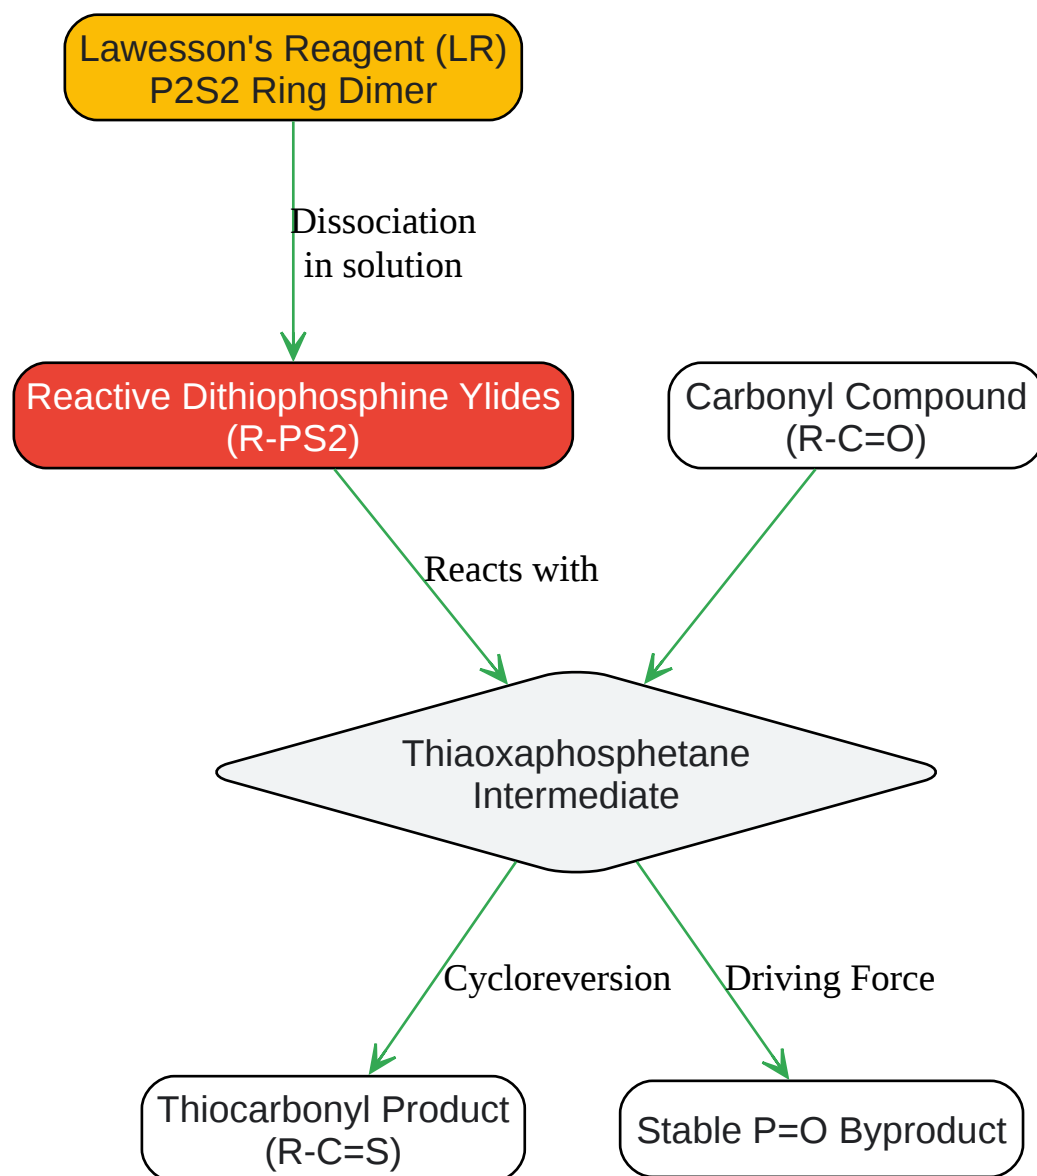 Lawesson's Reagent (LR)
P2S2 Ring Dimer
Dissociation
in solution
Reactive Dithiophosphine Ylides
(R-PS2)
Carbonyl Compound
(R-C=O)
Reacts with
Thiaoxaphosphetane
Intermediate
Cycloreversion
Driving Force
Thiocarbonyl Product
(R-C=S)
Stable P=O Byproduct